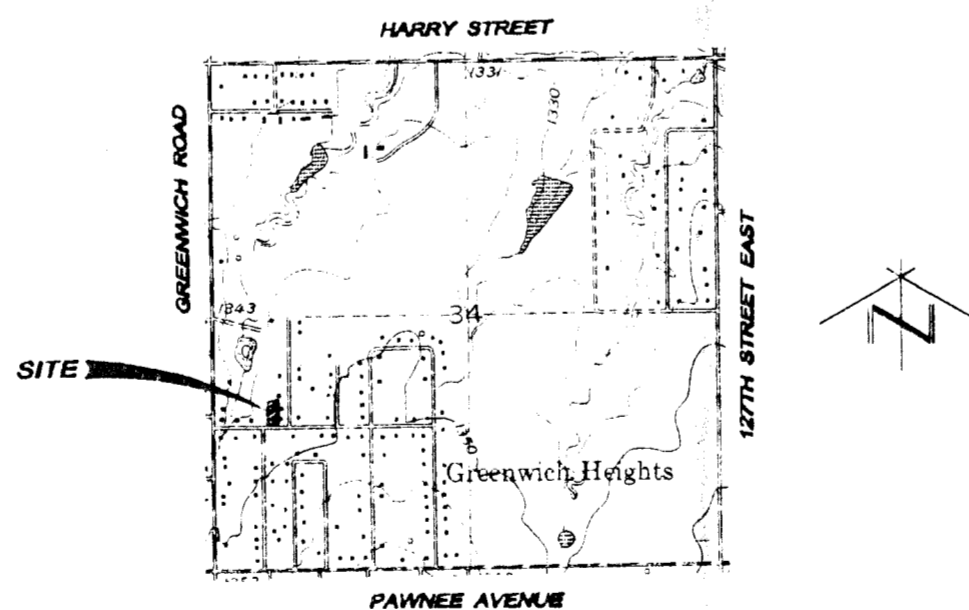 HARRY STREET
1331
1330
GREENWICH ROAD
127TH STREET EAST
1343
34
SITE
N
Greenwich Heights
PAWNEE AVENUE